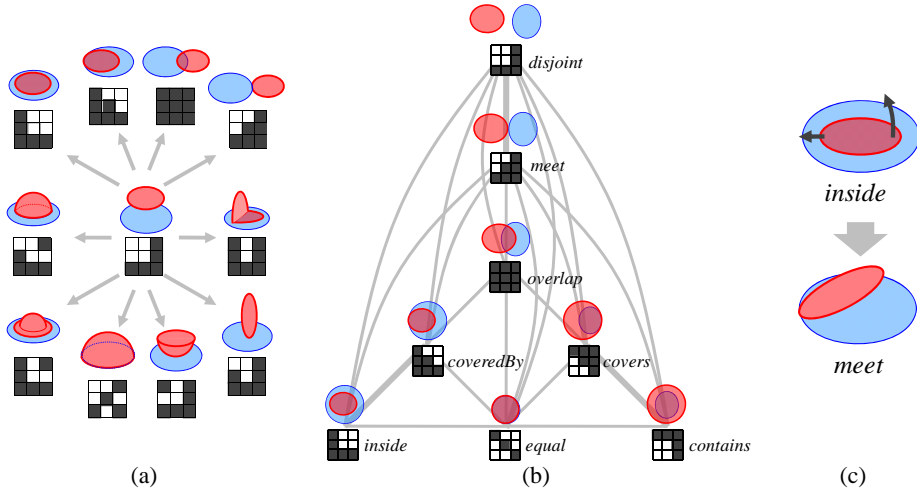 disjoint
meet
overlap
coveredBy
covers
inside
equal
contains
inside
meet
(a)
(b)
(c)